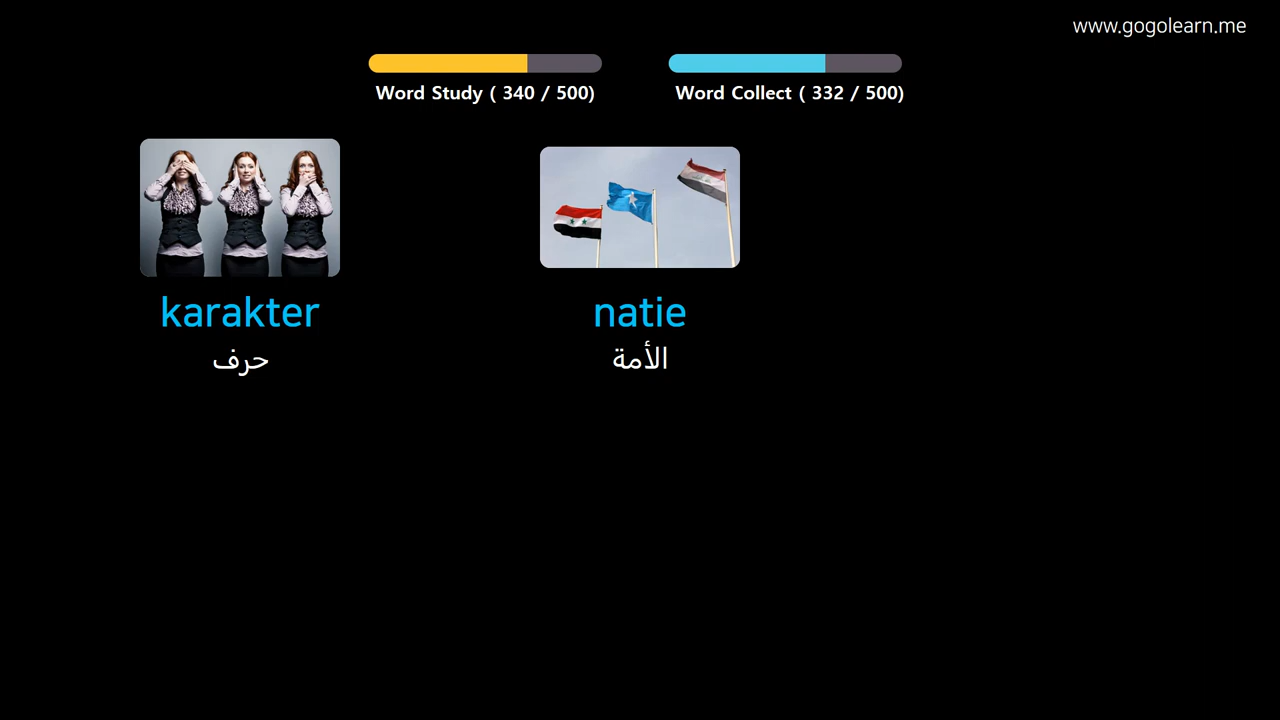 www.gogolearn.me
Word Study ( 340 / 500)
Word Collect ( 332 / 500)
karakter
حرف
natie
الأمة